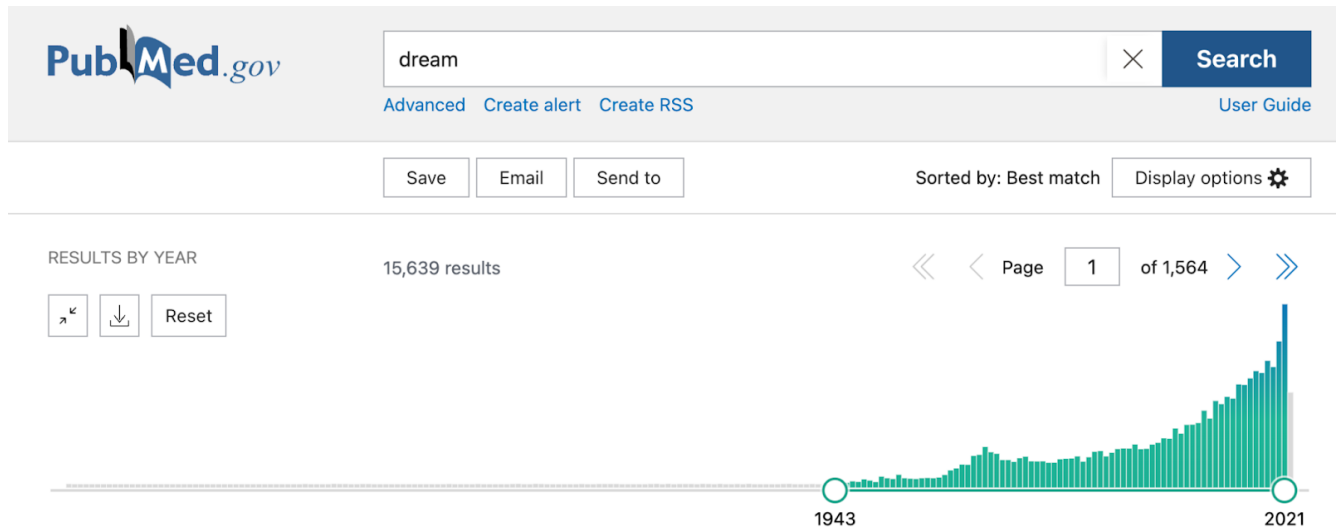 PubMed.gov
dream
Search
Advanced Create alert Create RSS
User Guide
Save Email Send to
Sorted by: Best match Display options
RESULTS BY YEAR
15,639 results
Page 1 of 1,564
Reset
1943 2021